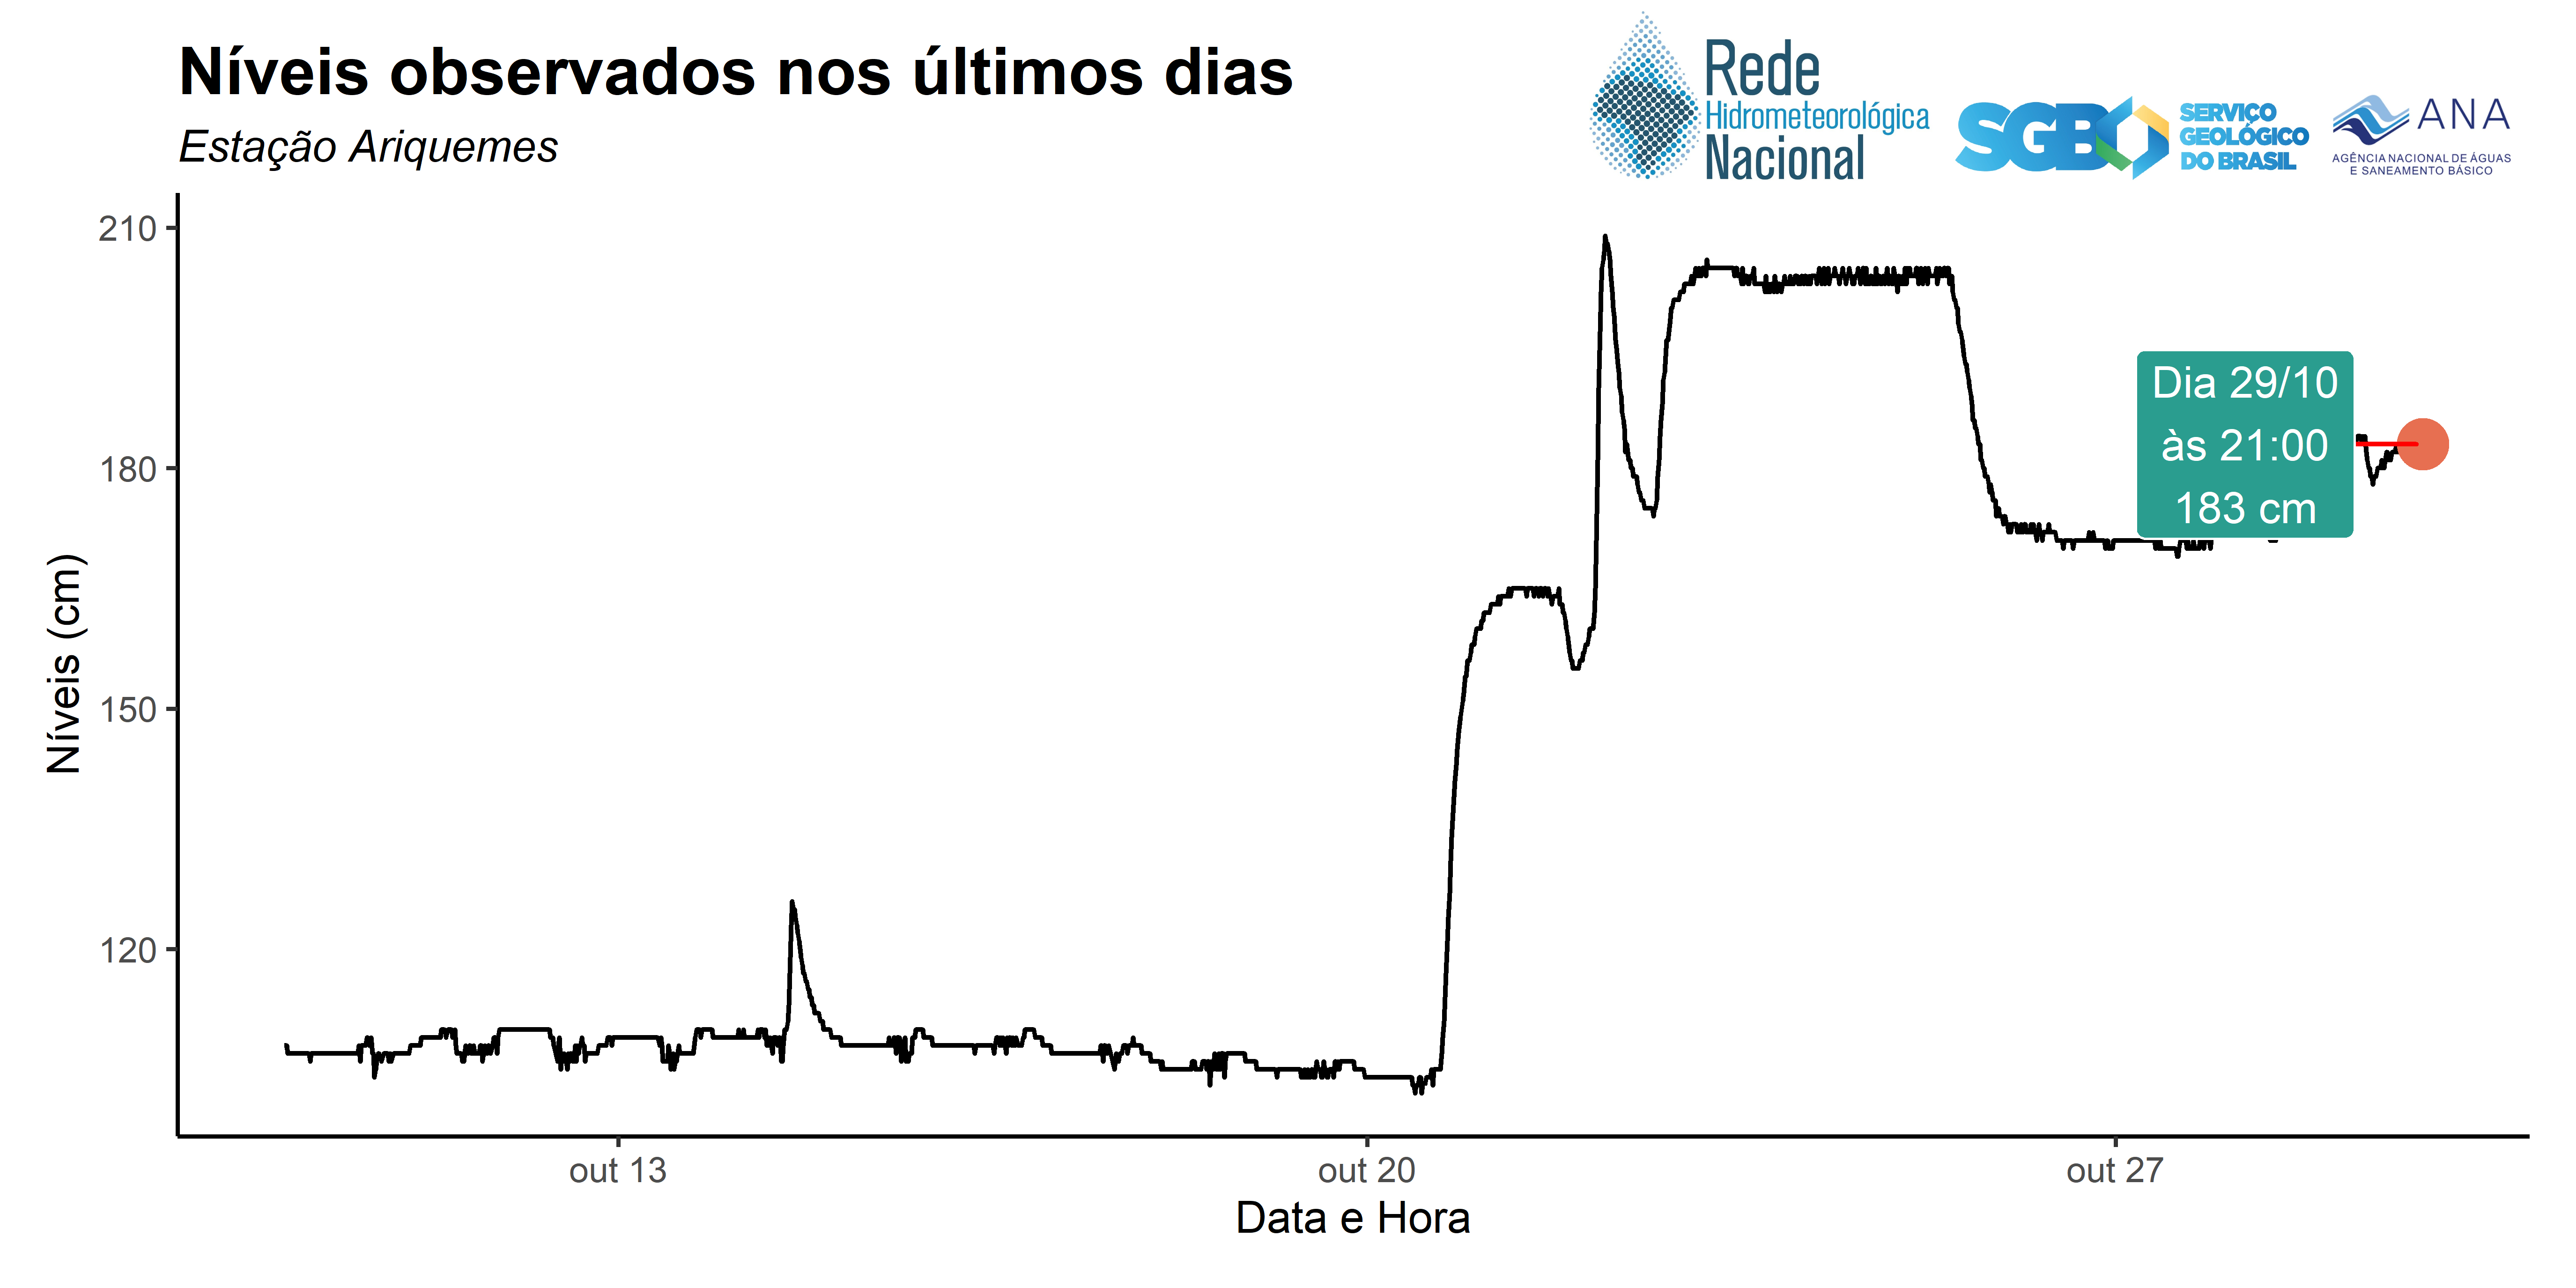 Níveis observados nos últimos dias
Estação Ariquemes
Rede
Hidrometeorológica
Nacional
SGB
SERVIÇO
GEOLÓGICO
DO BRASIL
ANA
AGÊNCIA NACIONAL DE ÁGUAS
E SANEAMENTO BÁSICO
Níveis (cm)
210
180
150
120
Dia 29/10
às 21:00
183 cm
out 13
out 20
out 27
Data e Hora